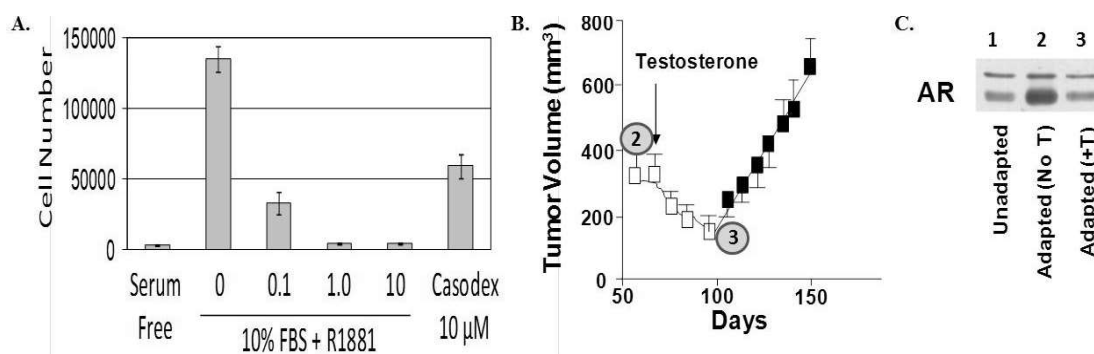 A.
150000
100000
50000
0
Cell Number
Serum Free
0
0.1
1.0
10
10% FBS + R1881
Casodex
10 µM
B.
800
600
400
200
0
Tumor Volume (mm³)
Testosterone
2
3
50
100
150
Days
C.
1 2 3
AR
Unadapted
Adapted (No T)
Adapted (+T)